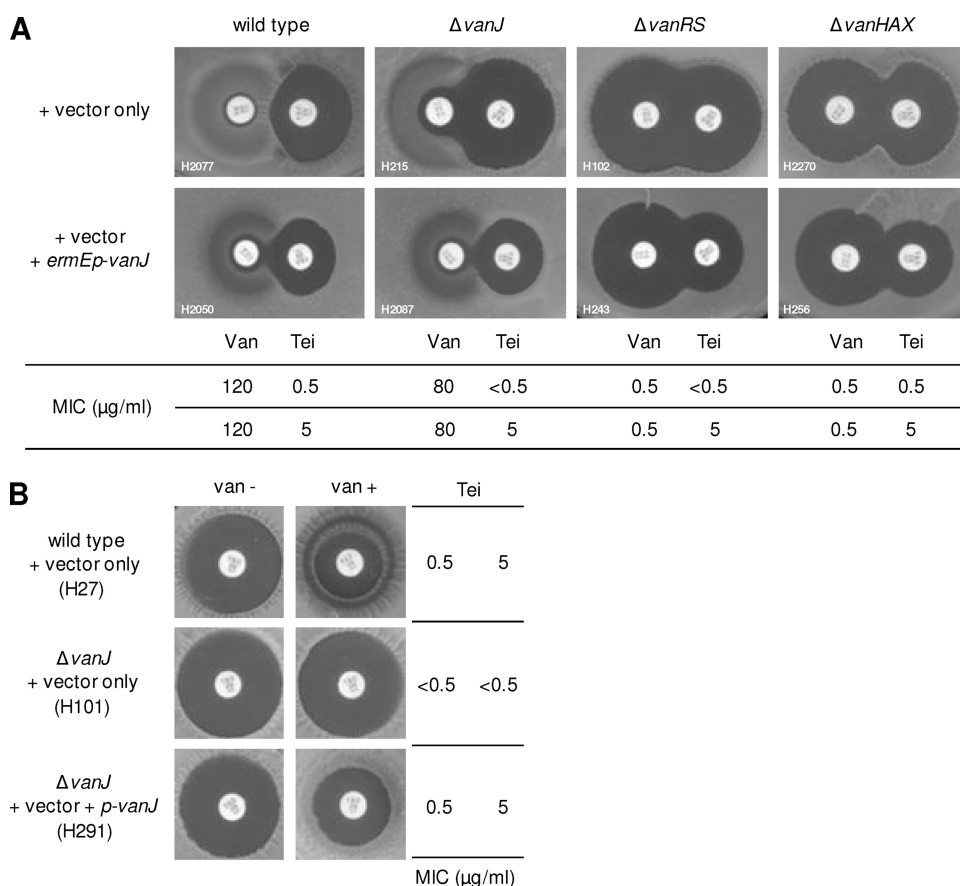 A
wild type ΔvanJ ΔvanRS ΔvanHAX
+ vector only
H2077 H215 H102 H2270
+ vector
+ ermEp-vanJ
H2050 H2087 H243 H256
Van Tei Van Tei Van Tei Van Tei
MIC (µg/ml)
120 0.5 80 <0.5 0.5 <0.5 0.5 0.5
120 5 80 5 0.5 5 0.5 5
B
van - van + Tei
wild type
+ vector only
(H27)
0.5 5
ΔvanJ
+ vector only
(H101)
<0.5 <0.5
ΔvanJ
+ vector + p-vanJ
(H291)
0.5 5
MIC (µg/ml)